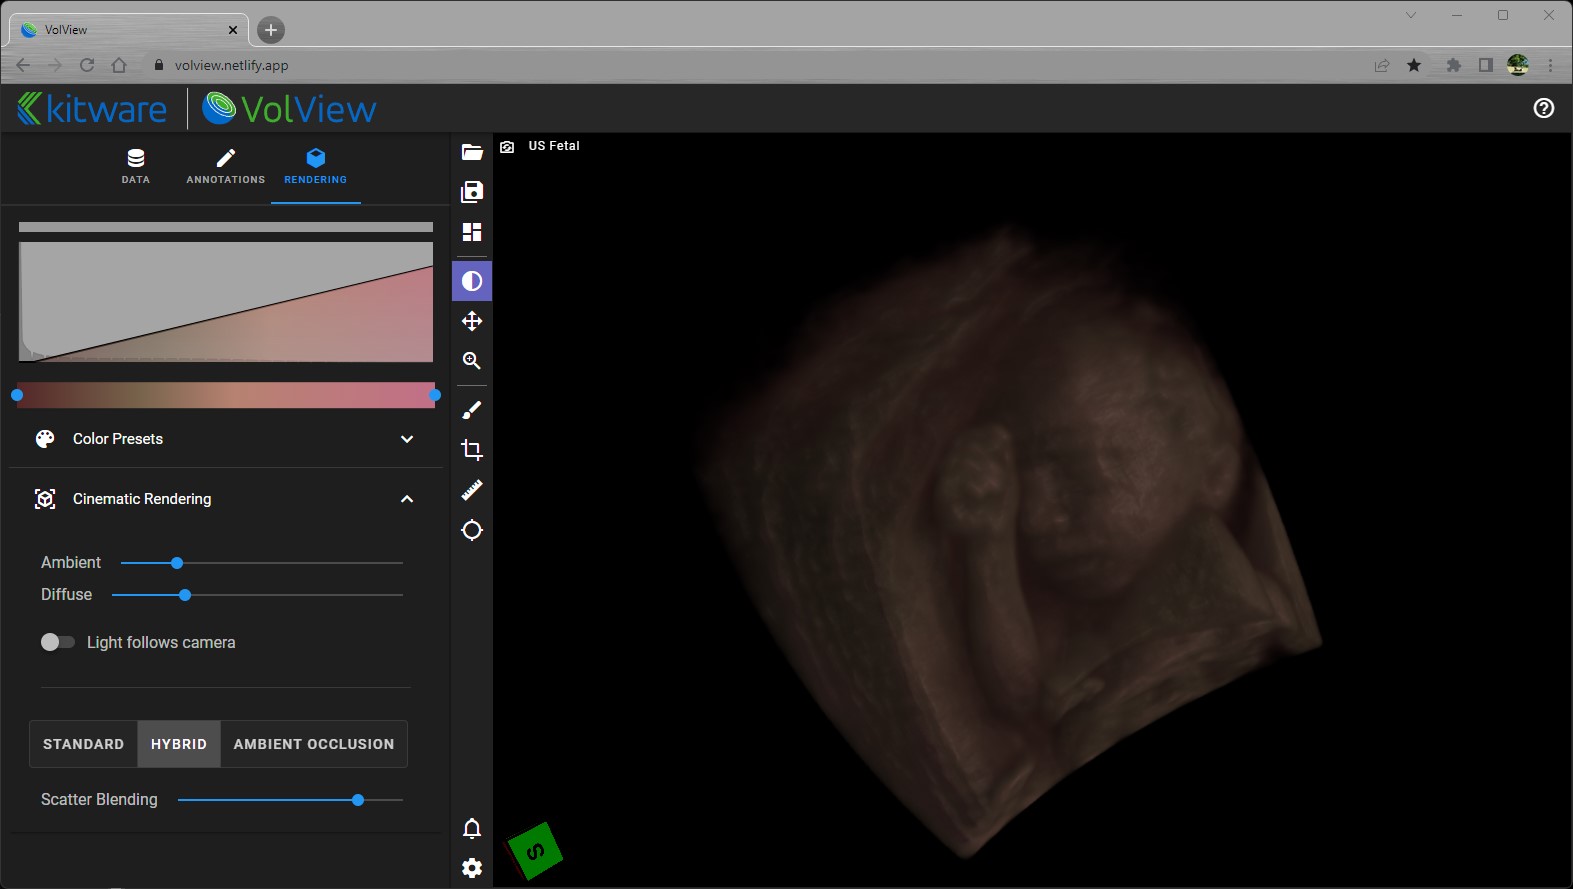 VolView
volview.netlify.app
kitware VolView
DATA ANNOTATIONS RENDERING
US Fetal
Color Presets
Cinematic Rendering
Ambient
Diffuse
Light follows camera
STANDARD HYBRID AMBIENT OCCLUSION
Scatter Blending
S